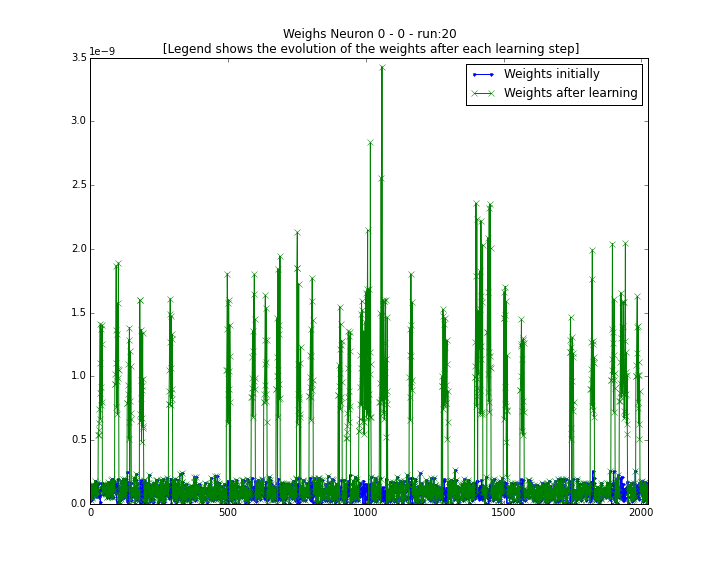 Weighs Neuron 0 - 0 - run:20
[Legend shows the evolution of the weights after each learning step]
1e−9
Weights initially
Weights after learning
3.5
3.0
2.5
2.0
1.5
1.0
0.5
0.0
0
500
1000
1500
2000